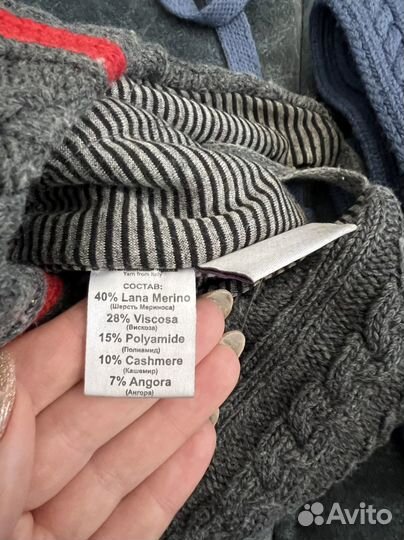 Yarn from Italy
СОСТАВ:
40% Lana Merino
(Шерсть Мериноса)
28% Viscosa
(Вискоза)
15% Polyamide
(Полиамид)
10% Cashmere
(Кашемир)
7% Angora
(Ангора)
Avito